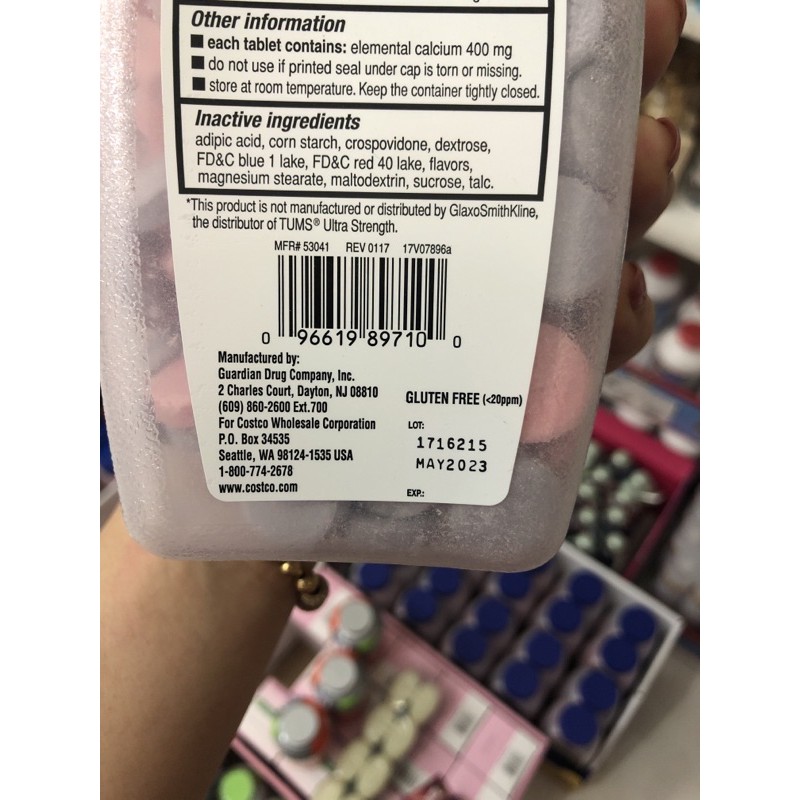 Other information
■ each tablet contains: elemental calcium 400 mg
■ do not use if printed seal under cap is torn or missing.
■ store at room temperature. Keep the container tightly closed.
Inactive ingredients
adipic acid, corn starch, crospovidone, dextrose,
FD&C blue 1 lake, FD&C red 40 lake, flavors,
magnesium stearate, maltodextrin, sucrose, talc.
*This product is not manufactured or distributed by GlaxoSmithKline,
the distributor of TUMS® Ultra Strength.
MFR# 53041 REV 0117 17V07896a
0 96619 89710 0
Manufactured by:
Guardian Drug Company, Inc.
2 Charles Court, Dayton, NJ 08810
(609) 860-2600 Ext.700
For Costco Wholesale Corporation
P.O. Box 34535
Seattle, WA 98124-1535 USA
1-800-774-2678
www.costco.com
GLUTEN FREE (<20ppm)
LOT:
1716215
MAY2023
EXP.: